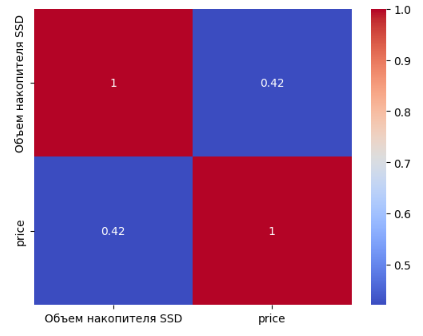 Объем накопителя SSD
price
1
0.42
0.42
1
Объем накопителя SSD
price
1.0
0.9
0.8
0.7
0.6
0.5